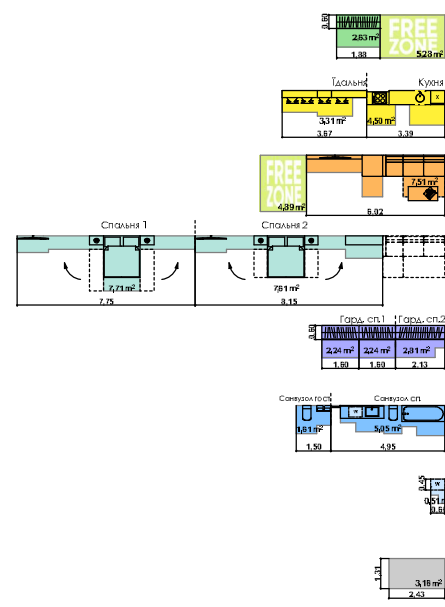 0.60
FREE
ZONE
2,63 m²
1.88
5.28 m²
Їдальня
Кухня
3,31 m²
4,50 m²
3.67
3.39
FREE
ZONE
4,39 m²
7,51 m²
6.02
Спальня 1
Спальня 2
7,71 m²
7,61 m²
7.75
8.15
Гард. сп.1
Гард. сп.2
0.60
2,24 m²
2,24 m²
2,81 m²
1.60
1.60
2.13
Санвузол гост.
Санвузол сп.
W
1,61 m²
5,05 m²
1,50
4,95
0.45
W
0,51 m²
1,31
3,18 m²
2,43